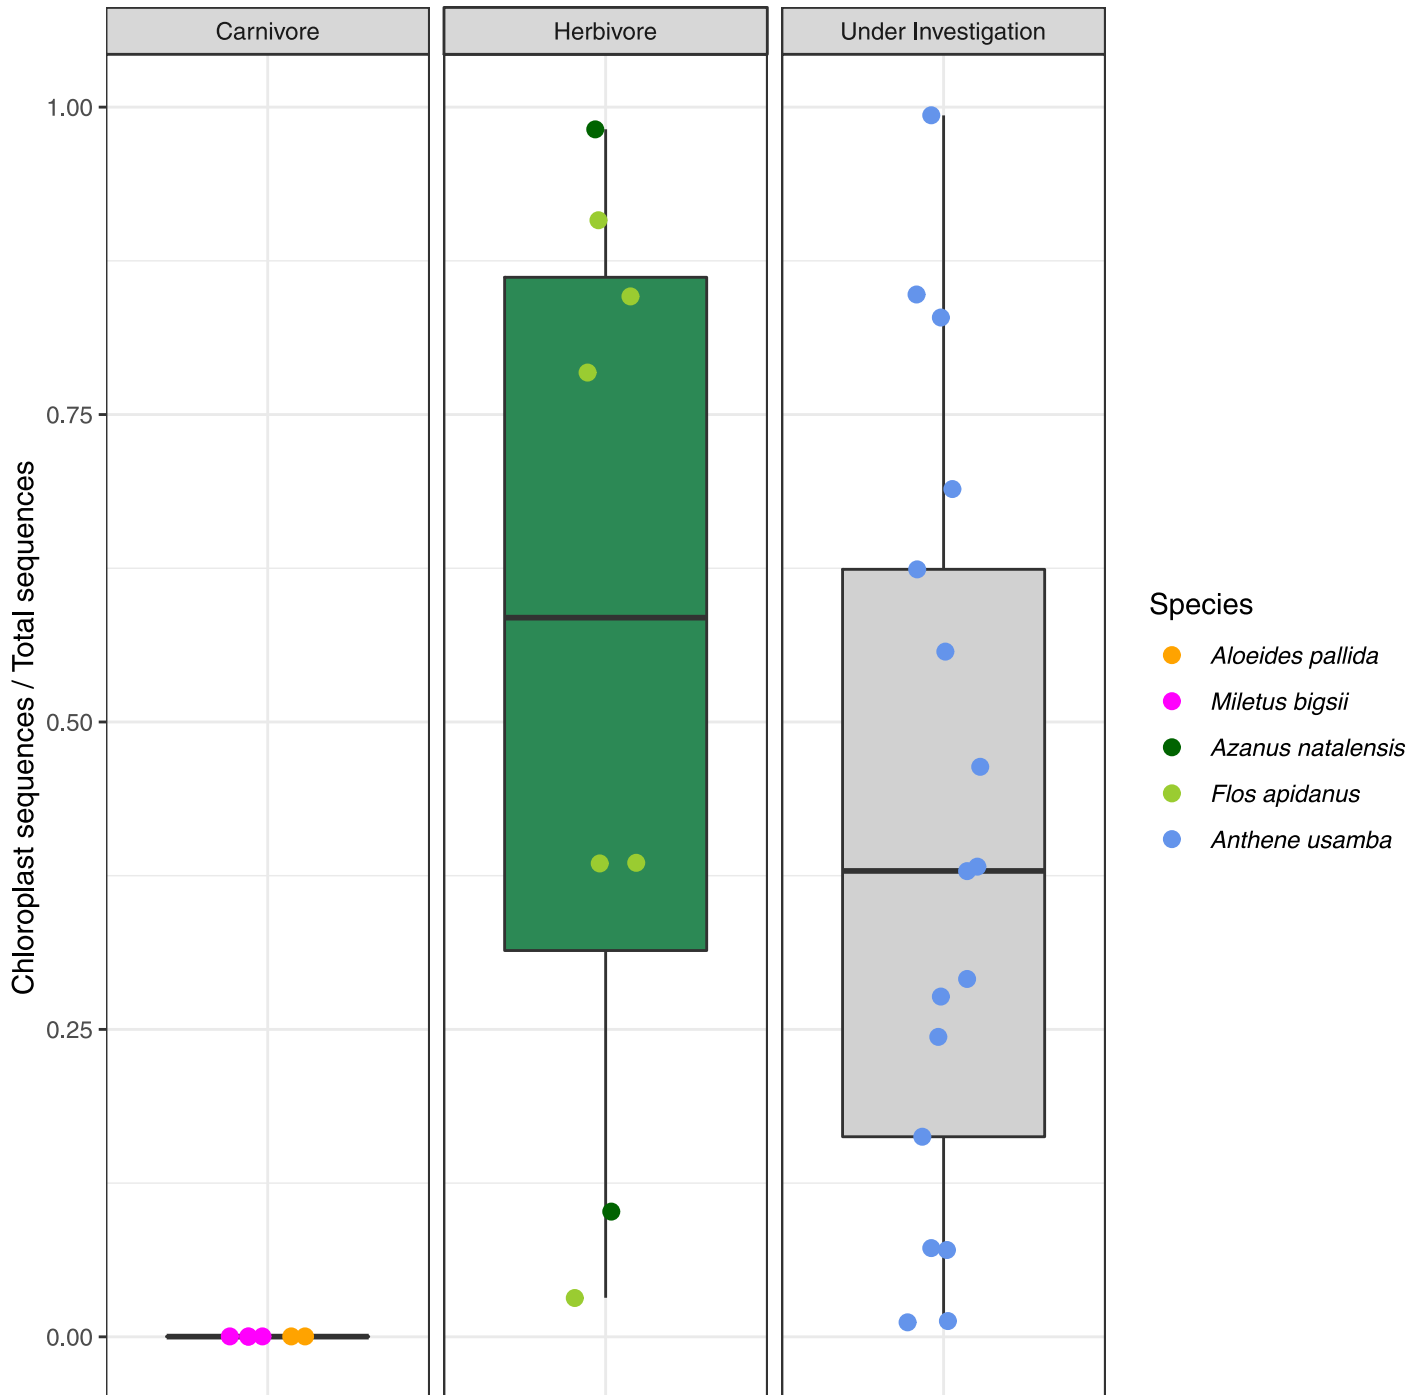 Carnivore
Herbivore
Under Investigation
1.00
0.75
0.50
0.25
0.00
Chloroplast sequences / Total sequences
Species
Aloeides pallida
Miletus bigsii
Azanus natalensis
Flos apidanus
Anthene usamba